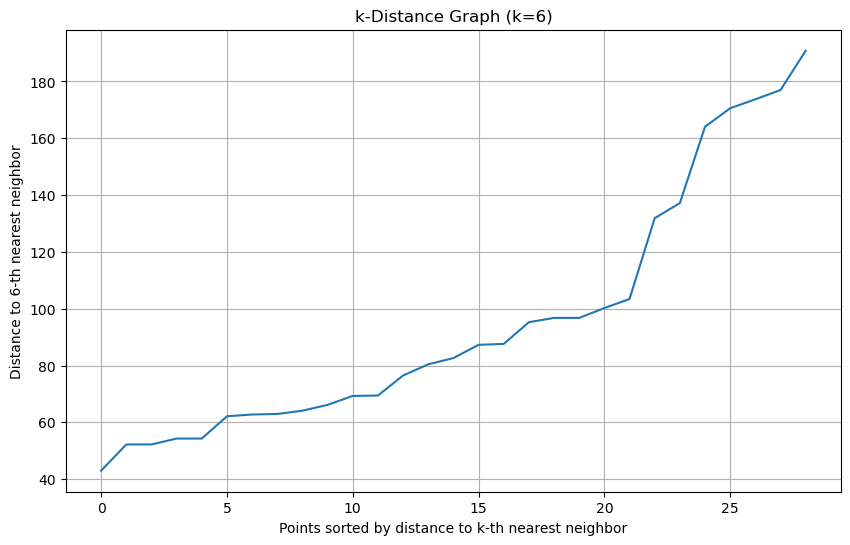 k-Distance Graph (k=6)
Distance to 6-th nearest neighbor
180
160
140
120
100
80
60
40
0 5 10 15 20 25
Points sorted by distance to k-th nearest neighbor